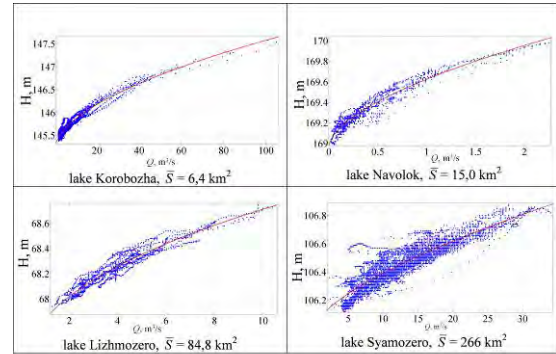 147.5
147
146.5
146
145.5
H, m
20 40 60 80 100
Q, m³/s
lake Korobozha, S̅ = 6,4 km²
170
169.8
169.6
169.4
169.2
169
H, m
0 0.5 1 1.5 2
Q, m³/s
lake Navolok, S̅ = 15,0 km²
68.6
68.4
68.2
68
H, m
2 4 6 8 10
Q, m³/s
lake Lizhmozero, S̅ = 84,8 km²
106.8
106.6
106.4
106.2
H, m
5 10 15 20 25 30
Q, m³/s
lake Syamozero, S̅ = 266 km²